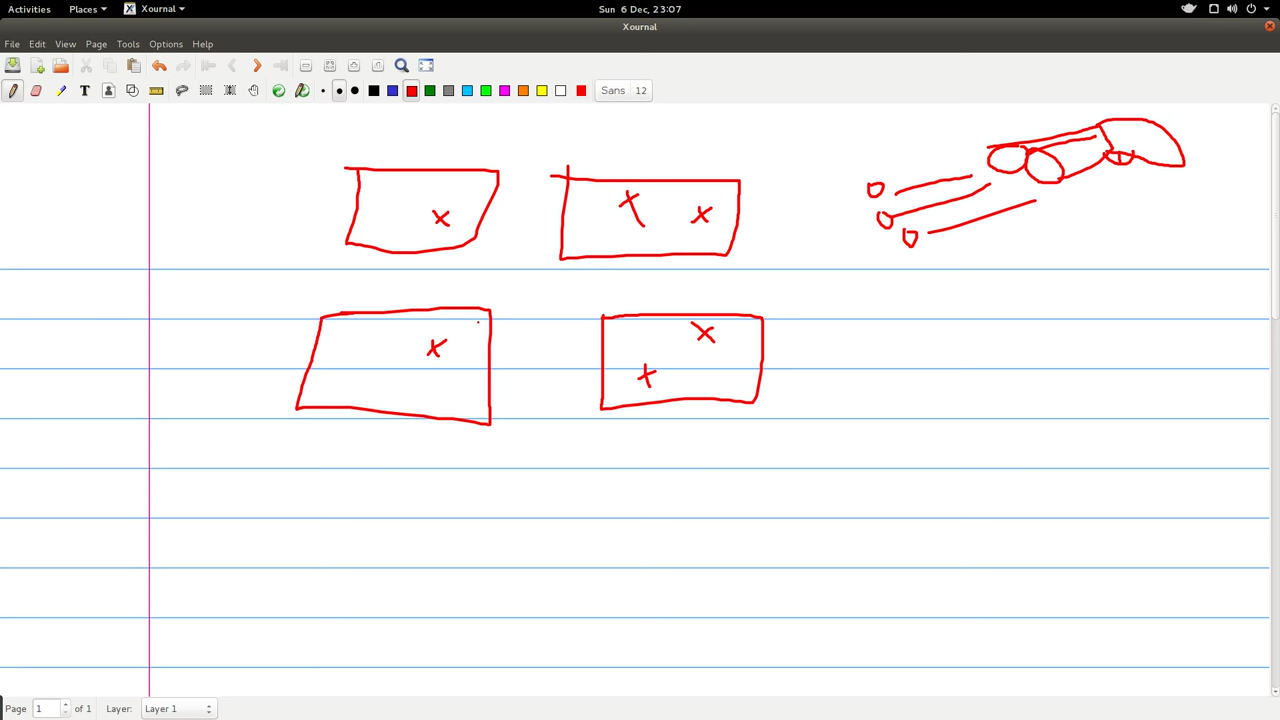 Activities Places Xournal Sun 6 Dec, 23:07
Xournal
File Edit View Page Tools Options Help
T Sans 12
x x x
x x
x
Page 1 of 1 Layer: Layer 1